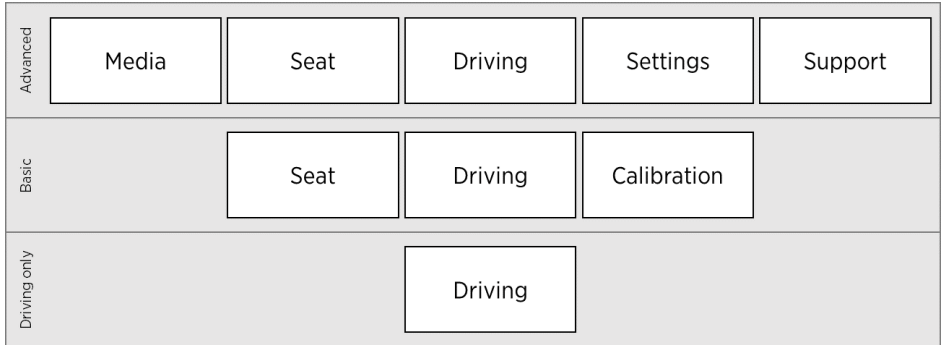 Advanced
Media
Seat
Driving
Settings
Support
Basic
Seat
Driving
Calibration
Driving only
Driving